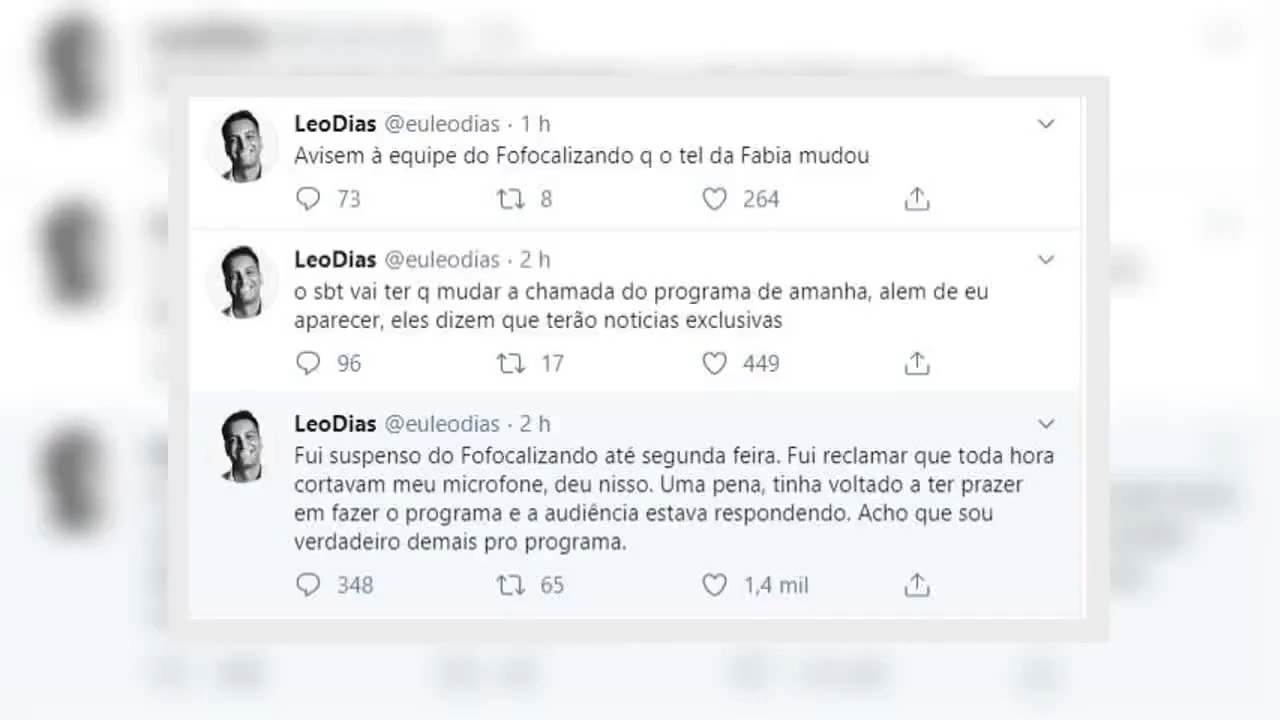 LeoDias @euleodias · 1 h
Avisem à equipe do Fofocalizando q o tel da Fabia mudou
73 8 264
LeoDias @euleodias · 2 h
o sbt vai ter q mudar a chamada do programa de amanha, alem de eu
aparecer, eles dizem que terão noticias exclusivas
96 17 449
LeoDias @euleodias · 2 h
Fui suspenso do Fofocalizando até segunda feira. Fui reclamar que toda hora
cortavam meu microfone, deu nisso. Uma pena, tinha voltado a ter prazer
em fazer o programa e a audiência estava respondendo. Acho que sou
verdadeiro demais pro programa.
348 65 1,4 mil